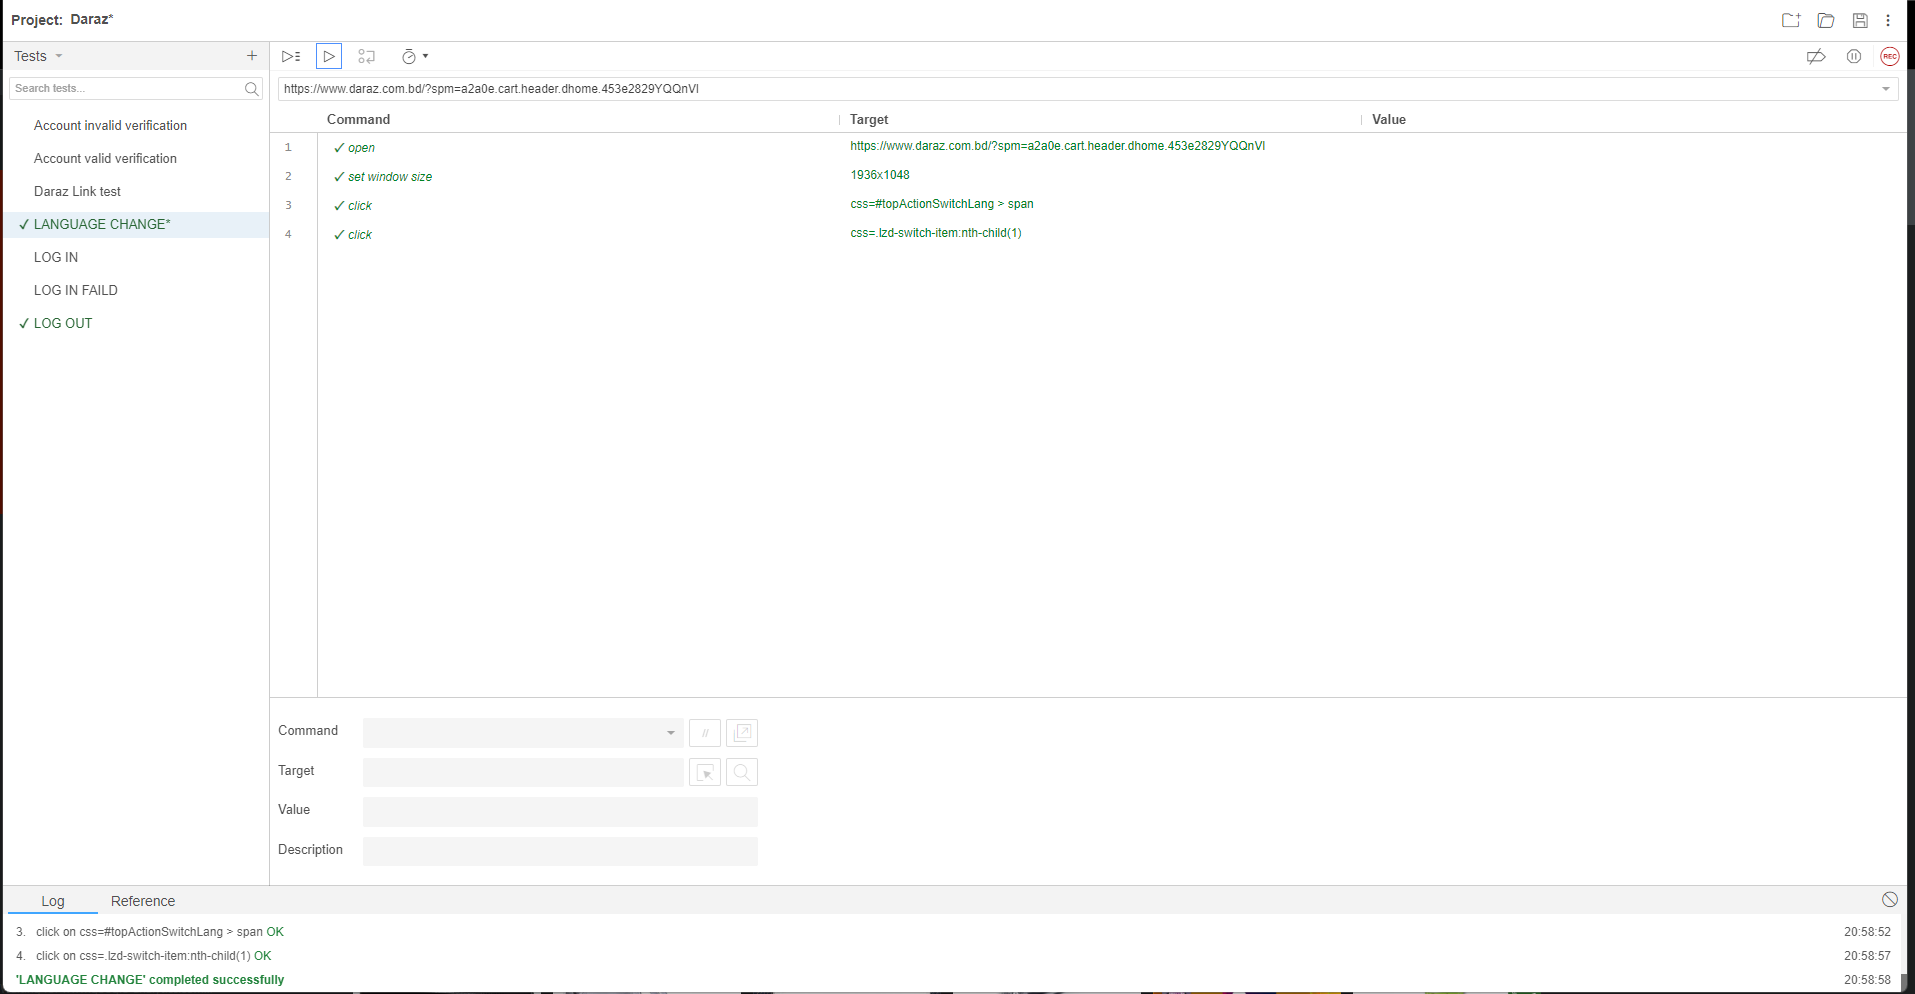 Project: Daraz*
Tests
Search tests...
Account invalid verification
Account valid verification
Daraz Link test
✓ LANGUAGE CHANGE*
LOG IN
LOG IN FAILD
✓ LOG OUT
REC
https://www.daraz.com.bd/?spm=a2a0e.cart.header.dhome.453e2829YQQnVl
Command Target Value
1 ✓ open https://www.daraz.com.bd/?spm=a2a0e.cart.header.dhome.453e2829YQQnVl
2 ✓ set window size 1936x1048
3 ✓ click css=#topActionSwitchLang > span
4 ✓ click css=.lzd-switch-item:nth-child(1)
Command //
Target
Value
Description
Log Reference
3. click on css=#topActionSwitchLang > span OK 20:58:52
4. click on css=.lzd-switch-item:nth-child(1) OK 20:58:57
'LANGUAGE CHANGE' completed successfully 20:58:58